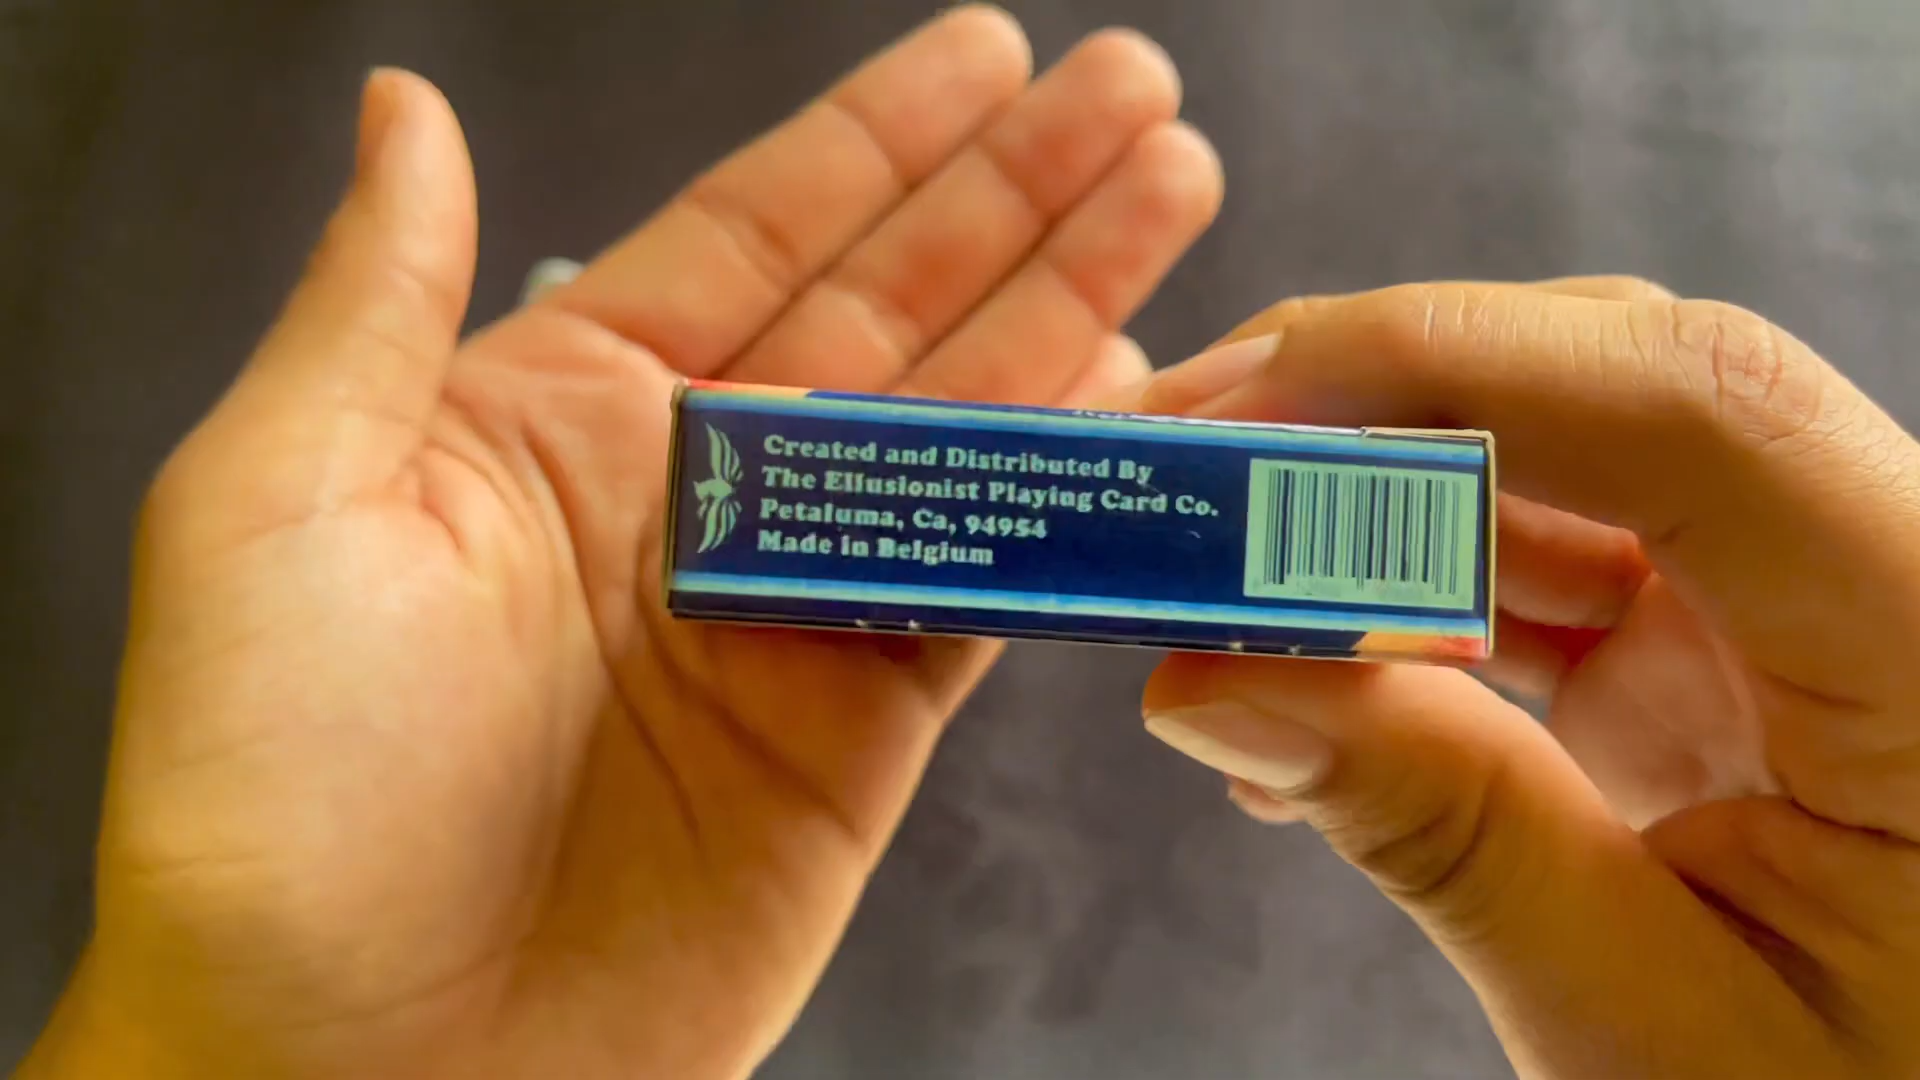 Created and Distributed By
The Ellusionist Playing Card Co.
Petaluma, Ca, 94954
Made in Belgium